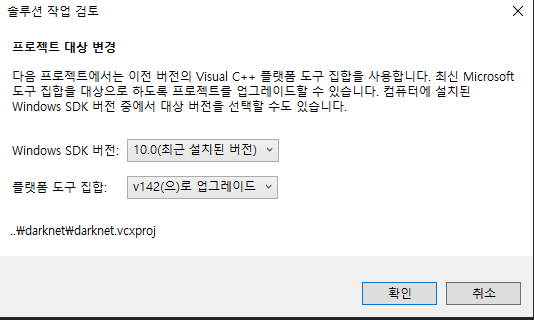 솔루션 작업 검토
프로젝트 대상 변경
다음 프로젝트에서는 이전 버전의 Visual C++ 플랫폼 도구 집합을 사용합니다. 최신 Microsoft
도구 집합을 대상으로 하도록 프로젝트를 업그레이드할 수 있습니다. 컴퓨터에 설치된
Windows SDK 버전 중에서 대상 버전을 선택할 수도 있습니다.
Windows SDK 버전: 10.0(최근 설치된 버전)
플랫폼 도구 집합: v142(으)로 업그레이드
..₩darknet₩darknet.vcxproj
확인 취소